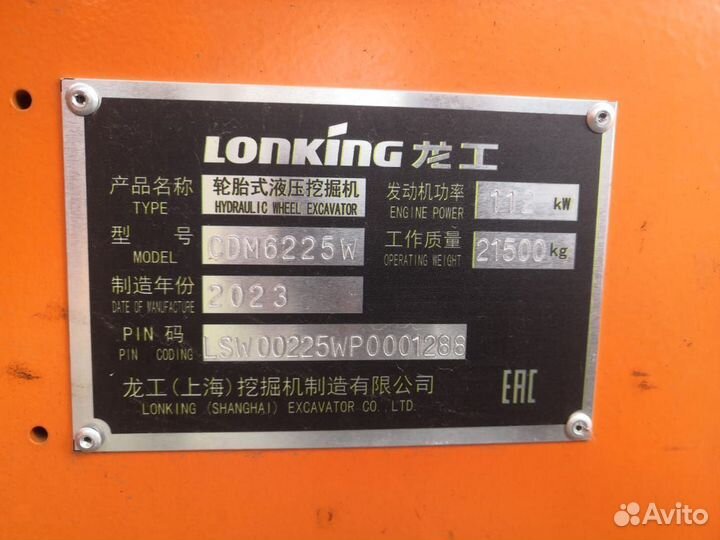 LONKING 龙工
产品名称 轮胎式液压挖掘机 发动机功率 kW
TYPE HYDRAULIC WHEEL EXCAVATOR ENGINE POWER
型 号 CDM6225W 工作质量 21500 kg
MODEL OPERATING WEIGHT
制造年份 2023
DATE OF MANUFACTURE
PIN 码 LSW00225WP0001288
PIN CODING
龙工(上海)挖掘机制造有限公司
LONKING (SHANGHAI) EXCAVATOR CO., LTD.
EAC
Avito